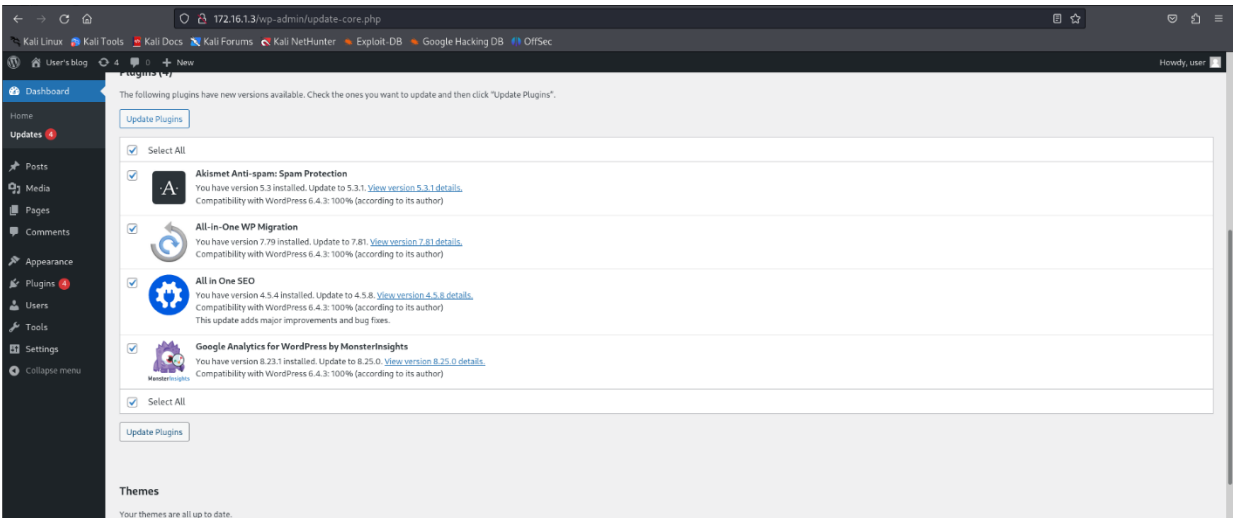 172.16.1.3/wp-admin/update-core.php
Kali Linux Kali Tools Kali Docs Kali Forums Kali NetHunter Exploit-DB Google Hacking DB OffSec
User's blog 4 0 New Howdy, user
Dashboard
Home
Updates 4
Posts
Media
Pages
Comments
Appearance
Plugins 4
Users
Tools
Settings
Collapse menu
Plugins (4)
The following plugins have new versions available. Check the ones you want to update and then click "Update Plugins".
Update Plugins
Select All
·A·
Akismet Anti-spam: Spam Protection
You have version 5.3 installed. Update to 5.3.1. View version 5.3.1 details.
Compatibility with WordPress 6.4.3: 100% (according to its author)
All-in-One WP Migration
You have version 7.79 installed. Update to 7.81. View version 7.81 details.
Compatibility with WordPress 6.4.3: 100% (according to its author)
All in One SEO
You have version 4.5.4 installed. Update to 4.5.8. View version 4.5.8 details.
Compatibility with WordPress 6.4.3: 100% (according to its author)
This update adds major improvements and bug fixes.
Google Analytics for WordPress by MonsterInsights
You have version 8.23.1 installed. Update to 8.25.0. View version 8.25.0 details.
Compatibility with WordPress 6.4.3: 100% (according to its author)
MonsterInsights
Select All
Update Plugins
Themes
Your themes are all up to date.